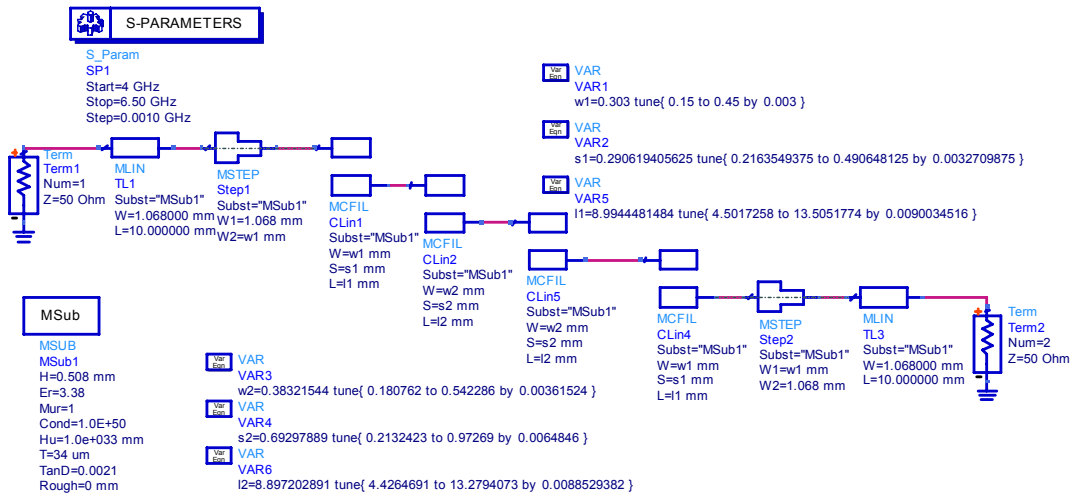 S-PARAMETERS
S_Param
SP1
Start=4 GHz
Stop=6.50 GHz
Step=0.0010 GHz
Var
Eqn
VAR
VAR1
w1=0.303 tune{ 0.15 to 0.45 by 0.003 }
Var
Eqn
VAR
VAR2
s1=0.290619405625 tune{ 0.2163549375 to 0.490648125 by 0.0032709875 }
Var
Eqn
VAR
VAR5
l1=8.9944481484 tune{ 4.5017258 to 13.5051774 by 0.0090034516 }
Term
Term1
Num=1
Z=50 Ohm
MLIN
TL1
Subst="MSub1"
W=1.068000 mm
L=10.000000 mm
MSTEP
Step1
Subst="MSub1"
W1=1.068 mm
W2=w1 mm
MCFIL
CLin1
Subst="MSub1"
W=w1 mm
S=s1 mm
L=l1 mm
MCFIL
CLin2
Subst="MSub1"
W=w2 mm
S=s2 mm
L=l2 mm
MCFIL
CLin5
Subst="MSub1"
W=w2 mm
S=s2 mm
L=l2 mm
MCFIL
CLin4
Subst="MSub1"
W=w1 mm
S=s1 mm
L=l1 mm
MSTEP
Step2
Subst="MSub1"
W1=w1 mm
W2=1.068 mm
MLIN
TL3
Subst="MSub1"
W=1.068000 mm
L=10.000000 mm
Term
Term2
Num=2
Z=50 Ohm
MSub
MSUB
MSub1
H=0.508 mm
Er=3.38
Mur=1
Cond=1.0E+50
Hu=1.0e+033 mm
T=34 um
TanD=0.0021
Rough=0 mm
Var
Eqn
VAR
VAR3
w2=0.38321544 tune{ 0.180762 to 0.542286 by 0.00361524 }
Var
Eqn
VAR
VAR4
s2=0.69297889 tune{ 0.2132423 to 0.97269 by 0.0064846 }
Var
Eqn
VAR
VAR6
l2=8.897202891 tune{ 4.4264691 to 13.2794073 by 0.0088529382 }